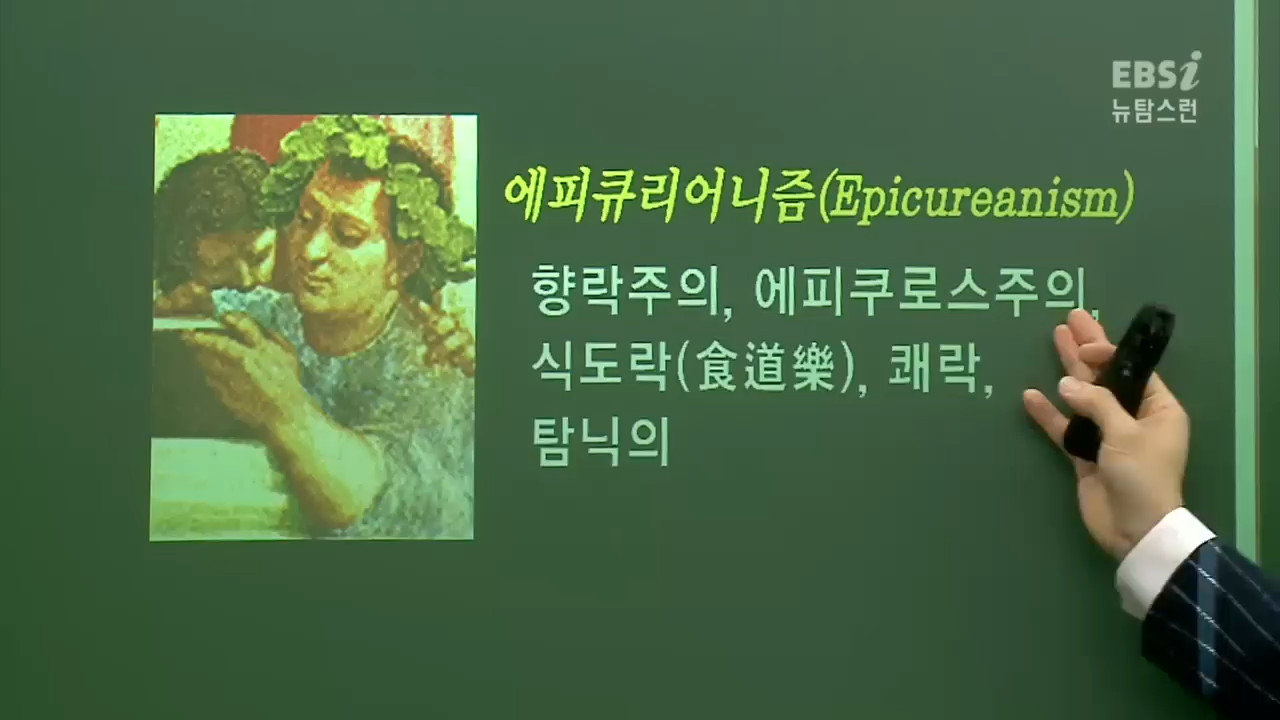 EBSi
뉴탐스런
에피큐리어니즘(Epicureanism)
향락주의, 에피쿠로스주의,
식도락(食道樂), 쾌락,
탐닉의